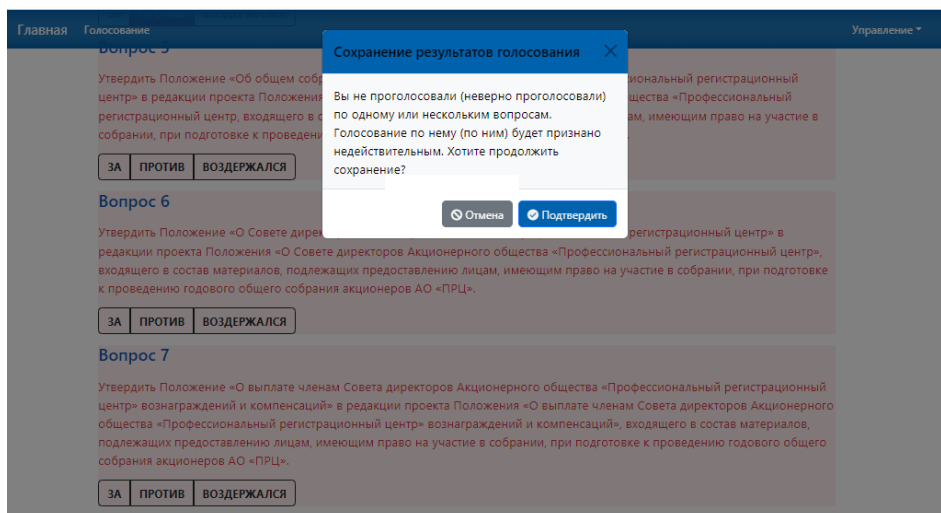 Главная Голосование Управление
Вопрос 5
Сохранение результатов голосования
Утвердить Положение «Об общем
циональный регистрационный
центр» в редакции проекта Положения
щества «Профессиональный
регистрационный центр, входящего в
ам, имеющим право на участие в
собрании, при подготовке к
Вы не проголосовали (неверно проголосовали)
по одному или нескольким вопросам.
Голосование по нему (по ним) будет признано
недействительным. Хотите продолжить
сохранение?
Отмена Подтвердить
ЗА ПРОТИВ ВОЗДЕРЖАЛСЯ
Вопрос 6
Утвердить Положение «О Совете
регистрационный центр» в
редакции проекта Положения «О Совете директоров Акционерного общества «Профессиональный регистрационный центр»,
входящего в состав материалов, подлежащих предоставлению лицам, имеющим право на участие в собрании, при подготовке
к проведению годового общего собрания акционеров АО «ПРЦ».
ЗА ПРОТИВ ВОЗДЕРЖАЛСЯ
Вопрос 7
Утвердить Положение «О выплате членам Совета директоров Акционерного общества «Профессиональный регистрационный
центр» вознаграждений и компенсаций» в редакции проекта Положения «О выплате членам Совета директоров Акционерного
общества «Профессиональный регистрационный центр» вознаграждений и компенсаций», входящего в состав материалов,
подлежащих предоставлению лицам, имеющим право на участие в собрании, при подготовке к проведению годового общего
собрания акционеров АО «ПРЦ».
ЗА ПРОТИВ ВОЗДЕРЖАЛСЯ